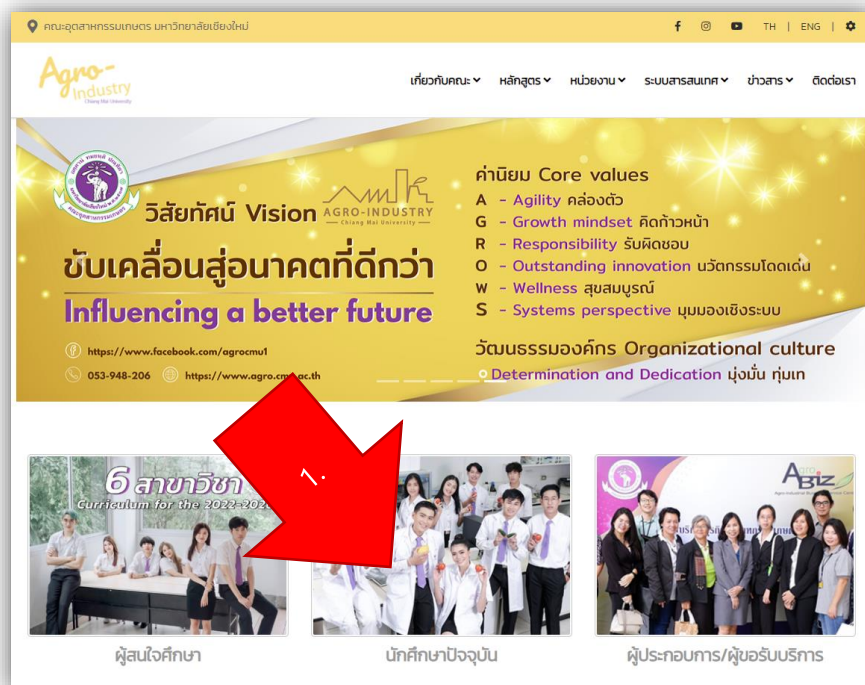 คณะอุตสาหกรรมเกษตร มหาวิทยาลัยเชียงใหม่
TH | ENG |
Agro-
Industry
Chiang Mai University
เกี่ยวกับคณะ
หลักสูตร
หน่วยงาน
ระบบสารสนเทศ
ข่าวสาร
ติดต่อเรา
วิสัยทัศน์ Vision
AGRO-INDUSTRY
Chiang Mai University
ขับเคลื่อนสู่อนาคตที่ดีกว่า
Influencing a better future
https://www.facebook.com/agrocmu1
053-948-206 https://www.agro.cmu.ac.th
ค่านิยม Core values
A - Agility คล่องตัว
G - Growth mindset คิดก้าวหน้า
R - Responsibility รับผิดชอบ
O - Outstanding innovation นวัตกรรมโดดเด่น
W - Wellness สุขสมบูรณ์
S - Systems perspective มุมมองเชิงระบบ
วัฒนธรรมองค์กร Organizational culture
Determination and Dedication มุ่งมั่น ทุ่มเท
1.
6 สาขาวิชา
Curriculum for the 2022-202
Agro
ABIZ
ผู้สนใจศึกษา
นักศึกษาปัจจุบัน
ผู้ประกอบการ/ผู้ขอรับบริการ